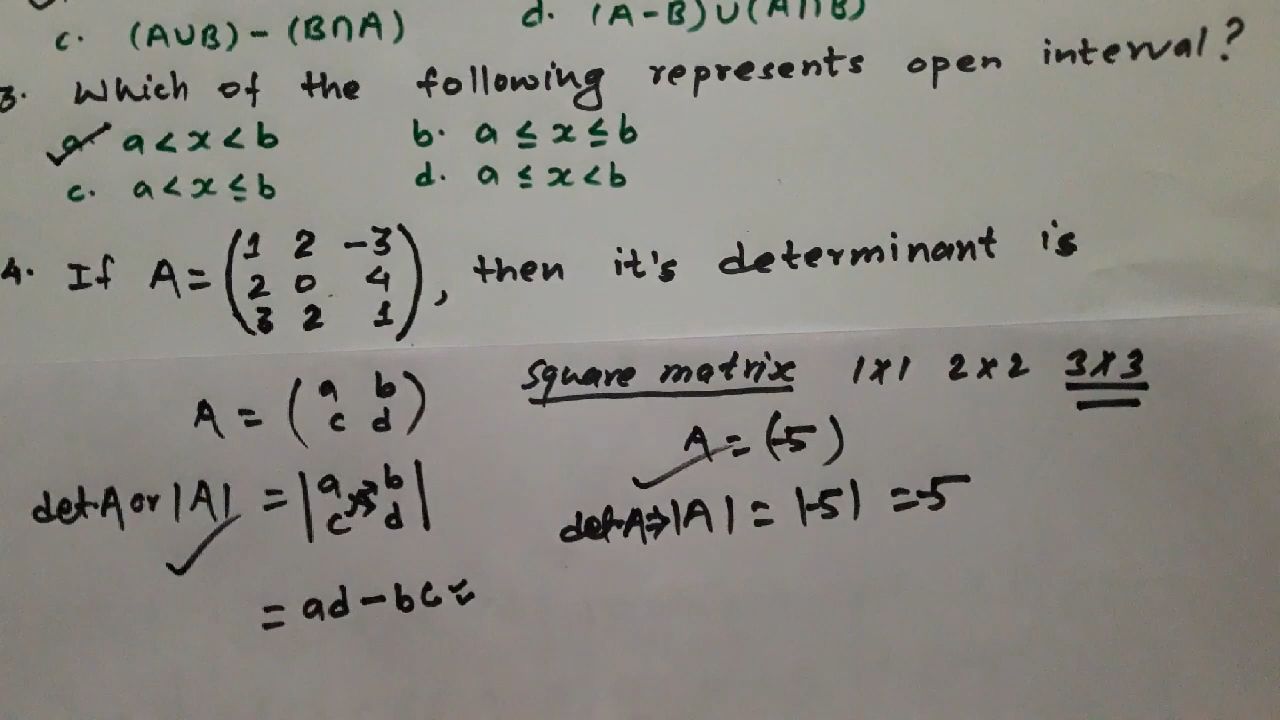 c. (A∪B) - (B∩A) d. (A-B)∪(A∩B)
3. Which of the following represents open interval?
a. a<x<b b. a≤x≤b
c. a<x≤b d. a≤x<b
4. If A = (1 2 -3
2 0 4
3 2 1), then it's determinant is
Square matrix 1×1 2×2 3×3
A = (a b
c d)
A = (-5)
det.A or |A| = |a b
c d|
det.A⇒|A| = |-5| = -5
= ad - bc